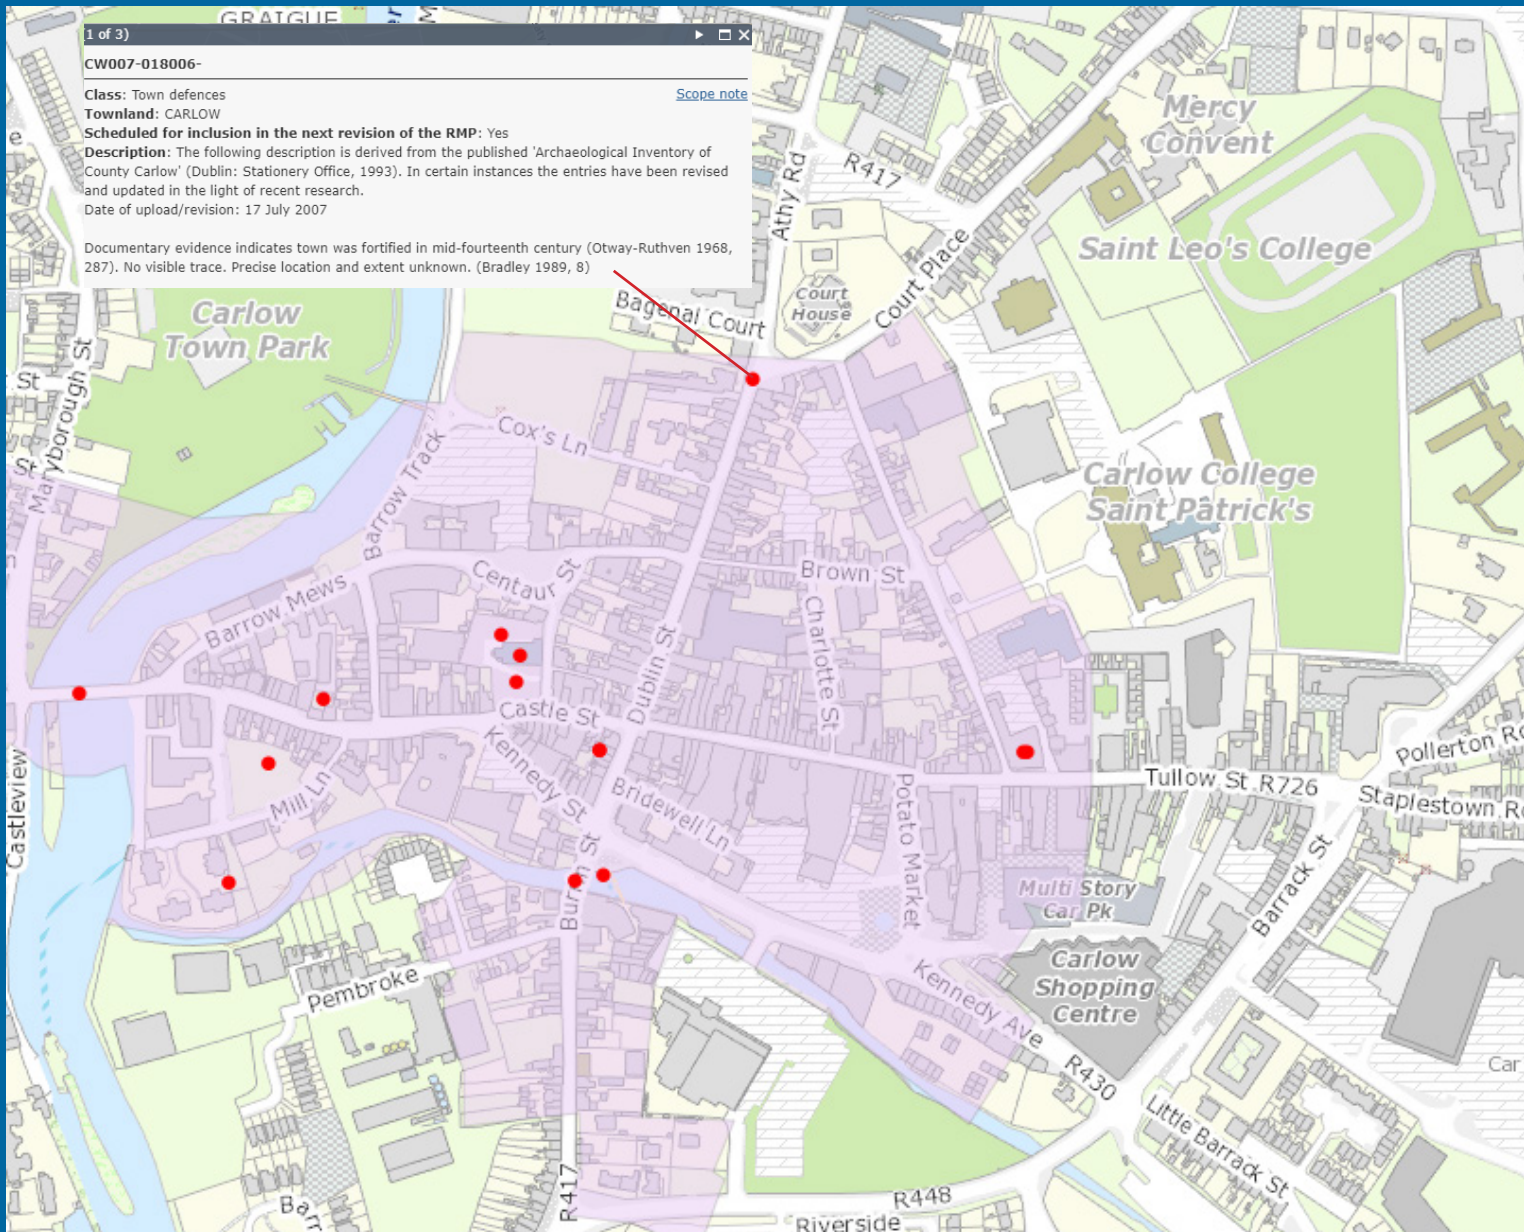 GRAIGUE
1 of 3)
CW007-018006-
Class: Town defences
Scope note
Townland: CARLOW
Scheduled for inclusion in the next revision of the RMP: Yes
Description: The following description is derived from the published 'Archaeological Inventory of
County Carlow' (Dublin: Stationery Office, 1993). In certain instances the entries have been revised
and updated in the light of recent research.
Date of upload/revision: 17 July 2007
Documentary evidence indicates town was fortified in mid-fourteenth century (Otway-Ruthven 1968,
287). No visible trace. Precise location and extent unknown. (Bradley 1989, 8)
Mercy
Convent
R417
Athy Rd
Saint Leo's College
Court Place
Court
House
Bagenal Court
Carlow
Town Park
St
Maryborough St
St
Cox's Ln
Barrow Track
Carlow College
Saint Patrick's
Centaur St
Brown St
Barrow Mews
Charlotte St
Dublin St
Castle St
Kennedy St
Bridewell Ln
Mill Ln
Castleview
Potato Market
Tullow St R726
Pollerton Rd
Staplestown Rd
Barrack St
Burrin St
Multi Story
Car Pk
Carlow
Shopping
Centre
Pembroke
Kennedy Ave
R430
Car
Little Barrack St
R417
R448
Riverside